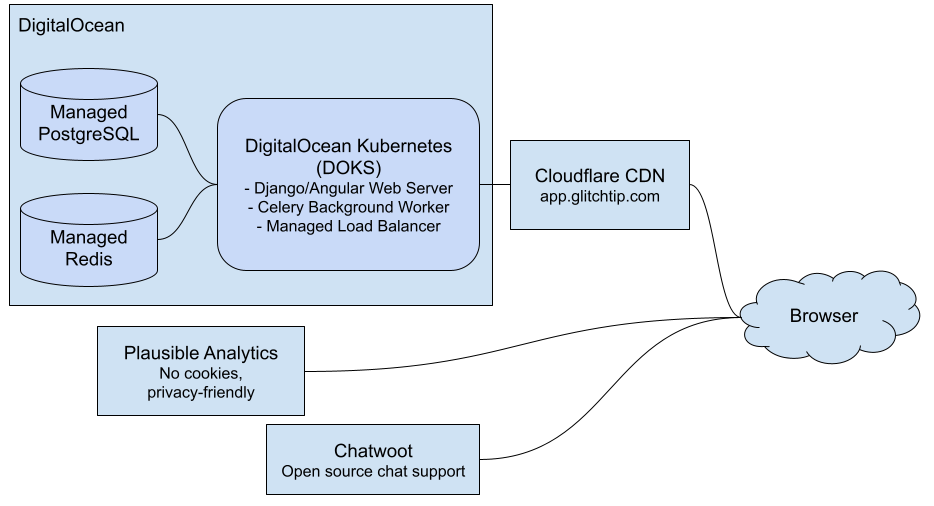 DigitalOcean
Managed
PostgreSQL
Managed
Redis
DigitalOcean Kubernetes
(DOKS)
- Django/Angular Web Server
- Celery Background Worker
- Managed Load Balancer
Cloudflare CDN
app.glitchtip.com
Browser
Plausible Analytics
No cookies,
privacy-friendly
Chatwoot
Open source chat support